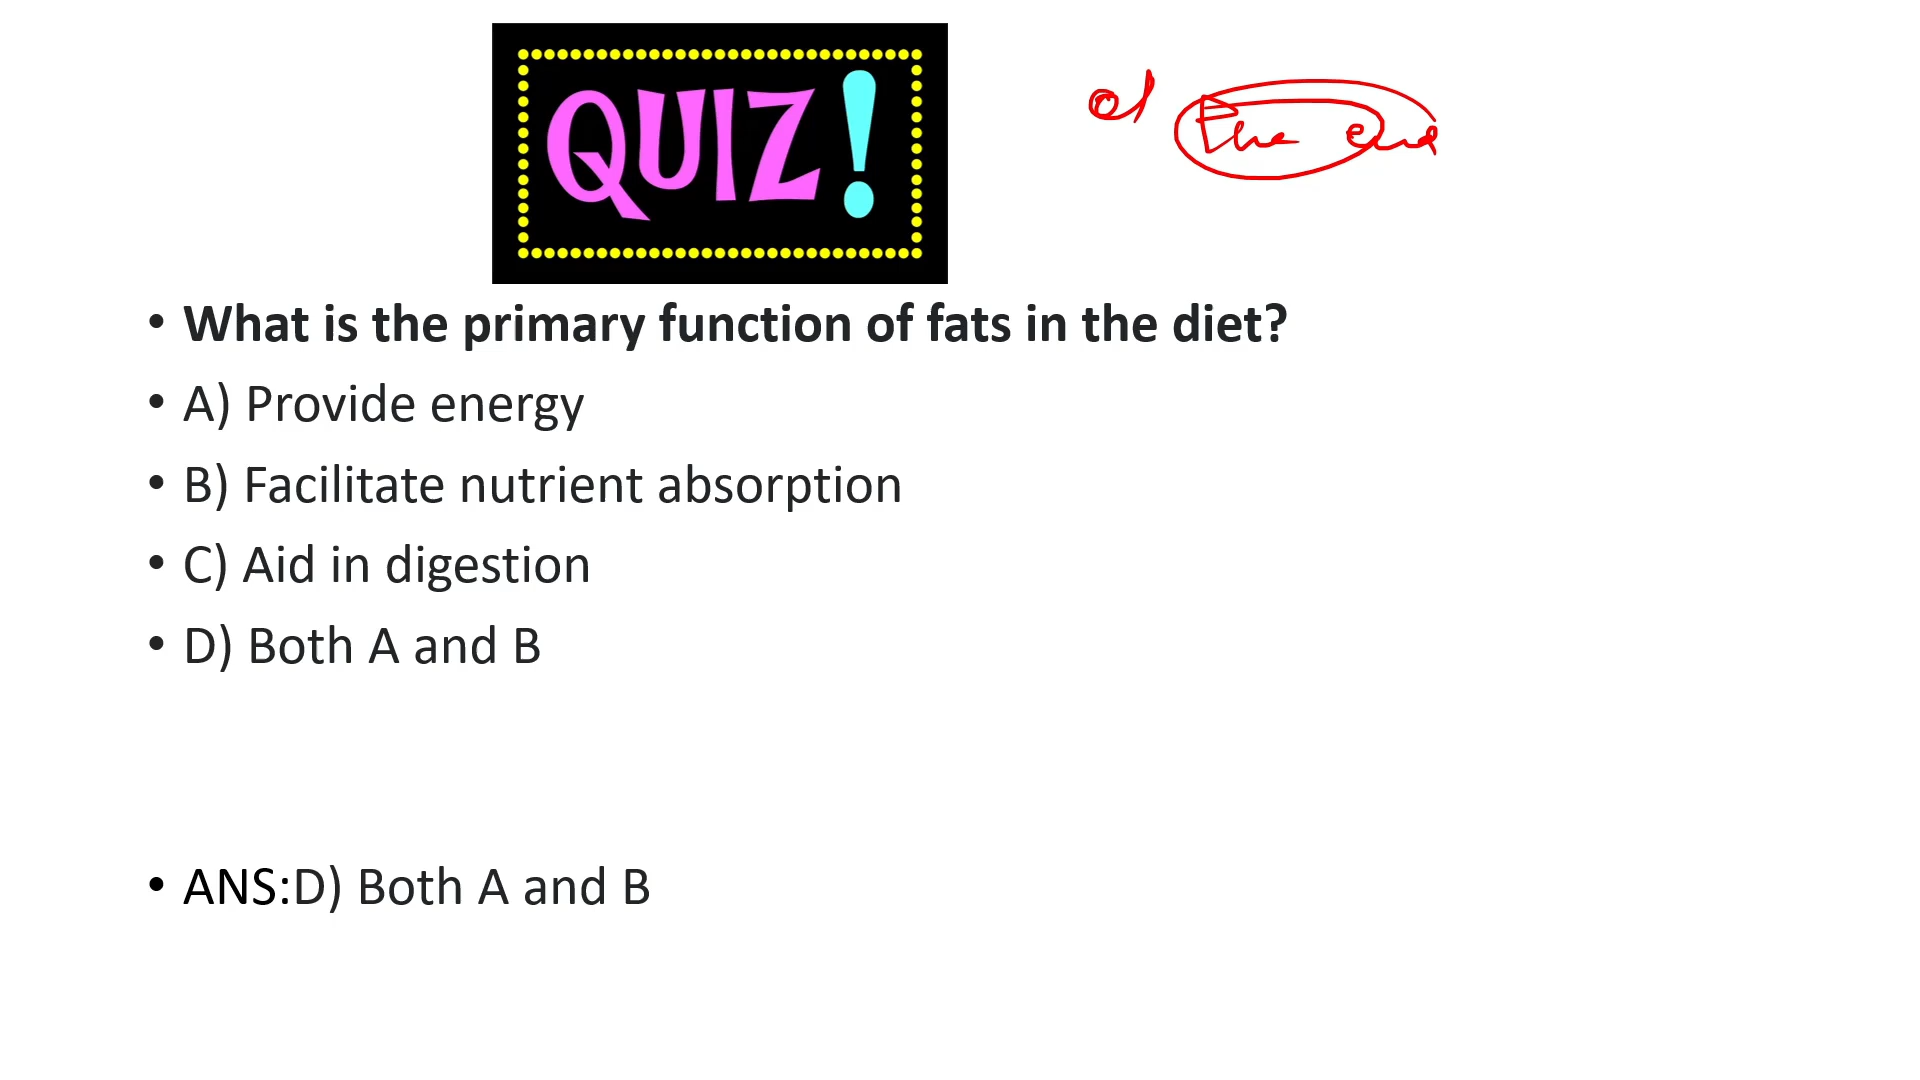 QUIZ!
The end
• What is the primary function of fats in the diet?
• A) Provide energy
• B) Facilitate nutrient absorption
• C) Aid in digestion
• D) Both A and B
• ANS:D) Both A and B